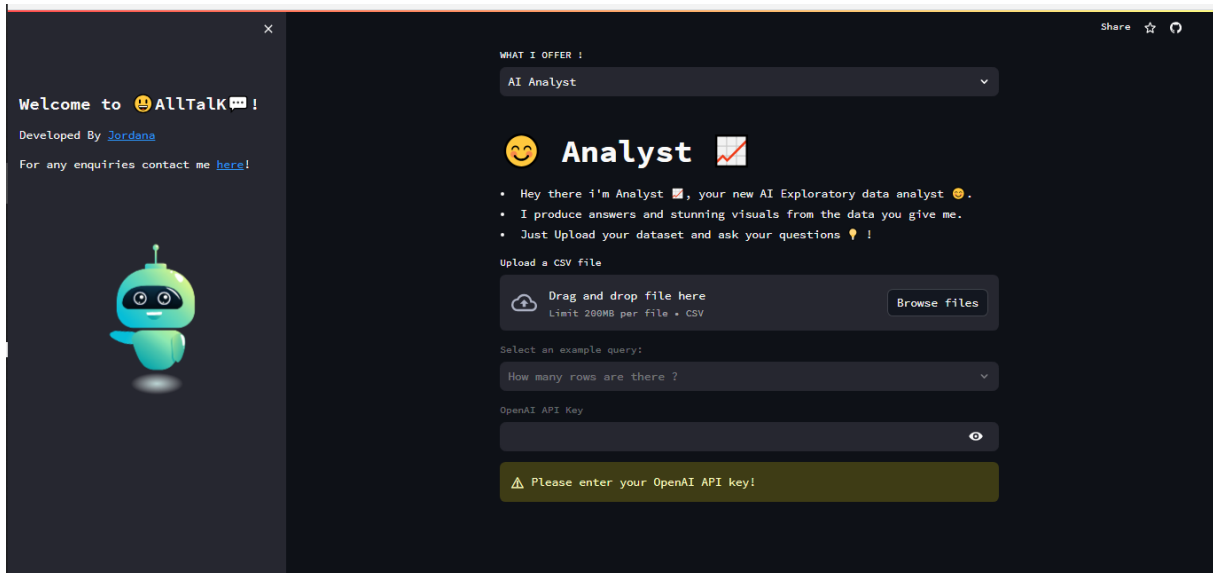 Share
Welcome to 😃AllTalK💬!
Developed By Jordana
For any enquiries contact me here!
WHAT I OFFER !
AI Analyst
😊 Analyst 📈
• Hey there i'm Analyst 📈, your new AI Exploratory data analyst 😊.
• I produce answers and stunning visuals from the data you give me.
• Just Upload your dataset and ask your questions 👇 !
Upload a CSV file
Drag and drop file here
Limit 200MB per file • CSV
Browse files
Select an example query:
How many rows are there ?
OpenAI API Key
⚠ Please enter your OpenAI API key!